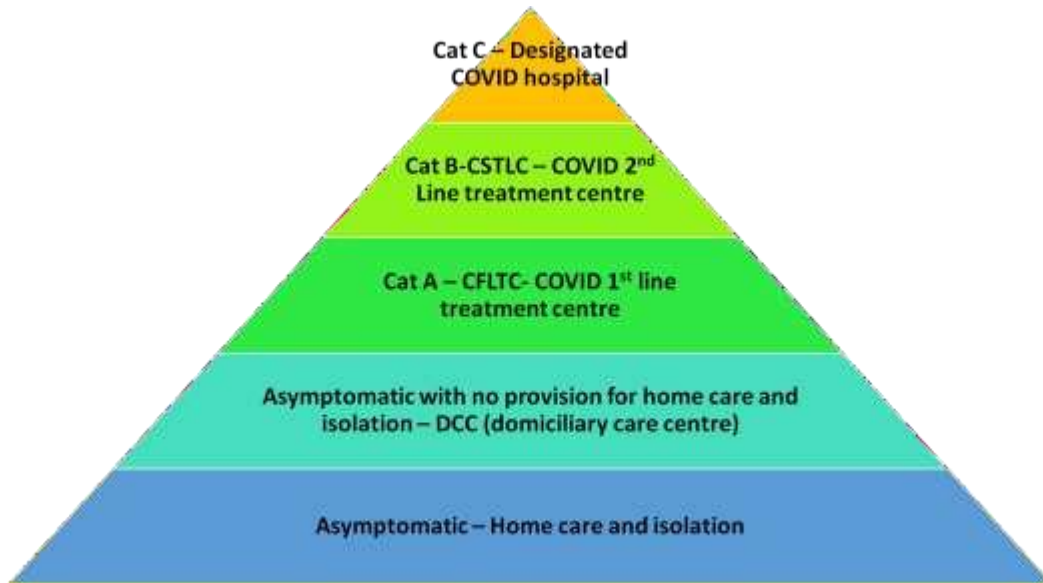 Cat C – Designated
COVID hospital
Cat B-CSTLC – COVID 2nd
Line treatment centre
Cat A – CFLTC- COVID 1st line
treatment centre
Asymptomatic with no provision for home care and
isolation – DCC (domiciliary care centre)
Asymptomatic – Home care and isolation